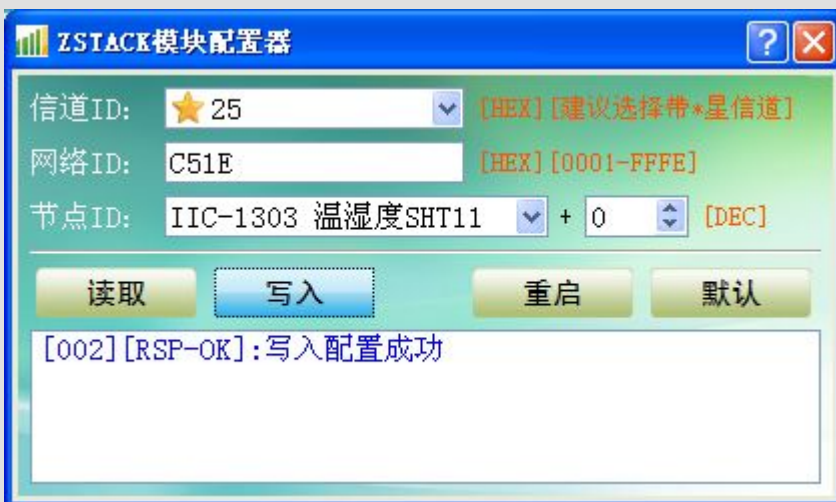 ZSTACK模块配置器
信道ID: 25 [HEX][建议选择带*星信道]
网络ID: C51E [HEX][0001-FFFE]
节点ID: IIC-1303 温湿度SHT11 + 0 [DEC]
读取 写入 重启 默认
[002][RSP-OK]:写入配置成功